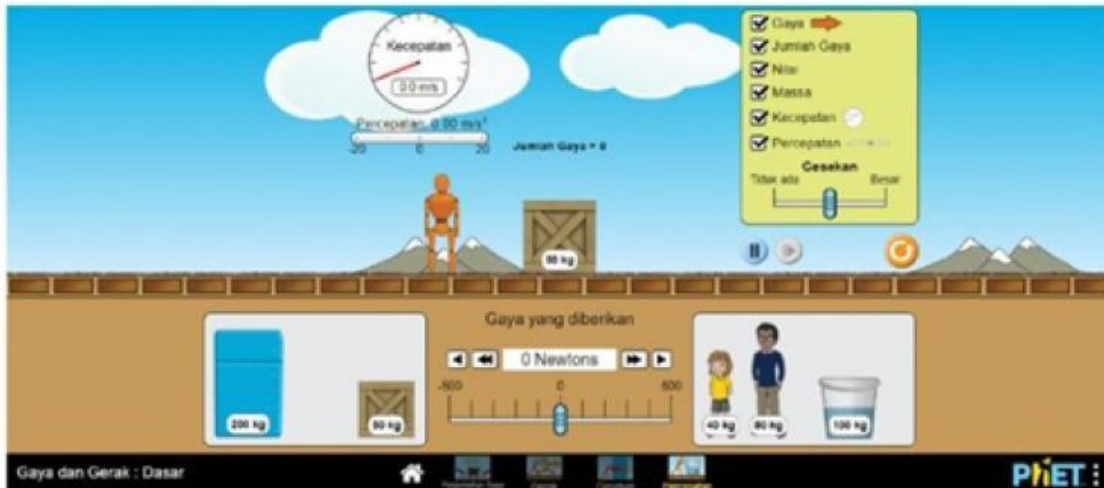 Kecepatan
0.0 m/s
Percepatan: 0.00 m/s²
-20 0 20
Jumlah Gaya = 0
Gaya
Jumlah Gaya
Nilai
Massa
Kecepatan
Percepatan
Gesekan
Tidak ada Besar
50 kg
Gaya yang diberikan
0 Newtons
-500 0 500
200 kg
50 kg
40 kg
80 kg
100 kg
Gaya dan Gerak : Dasar
PhET